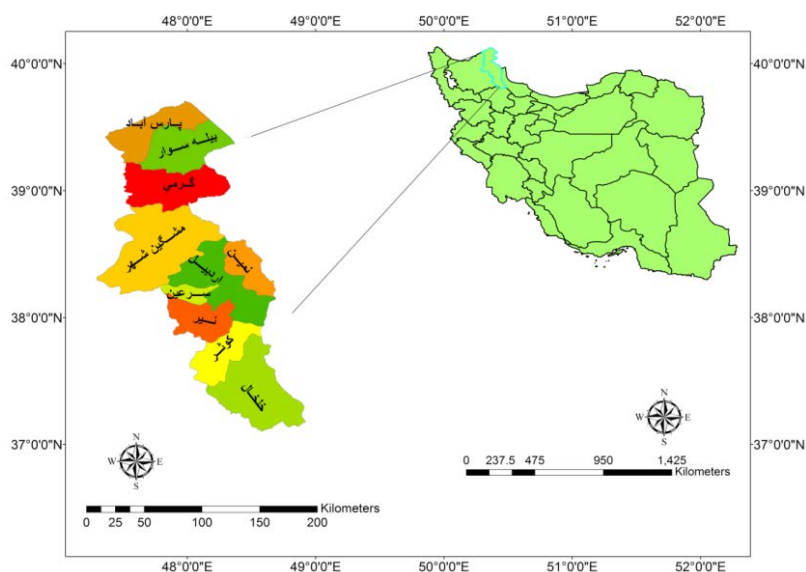 48°0'0"E 49°0'0"E 50°0'0"E 51°0'0"E 52°0'0"E
40°0'0"N 40°0'0"N
پارس آباد
بیله سوار
گرمي
39°0'0"N 39°0'0"N
مشگین شهر
نمین
سرعین
نیر
38°0'0"N 38°0'0"N
کوثر
خلخال
37°0'0"N 37°0'0"N
N
W E
S
N
W E
S
0 237.5 475 950 1,425
Kilometers
Kilometers
0 25 50 100 150 200
48°0'0"E 49°0'0"E 50°0'0"E 51°0'0"E 52°0'0"E